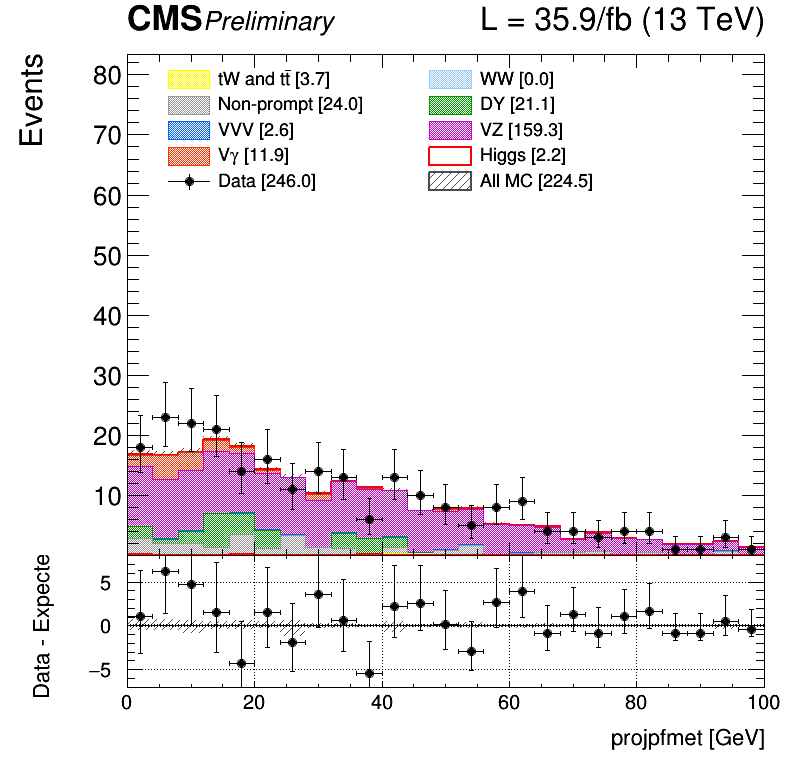 CMS Preliminary L = 35.9/fb (13 TeV)
Events
80
70
60
50
40
30
20
10
tW and tt̄ [3.7]
Non-prompt [24.0]
VVV [2.6]
Vγ [11.9]
Data [246.0]
WW [0.0]
DY [21.1]
VZ [159.3]
Higgs [2.2]
All MC [224.5]
Data - Expecte
5
0
−5
0 20 40 60 80 100
projpfmet [GeV]